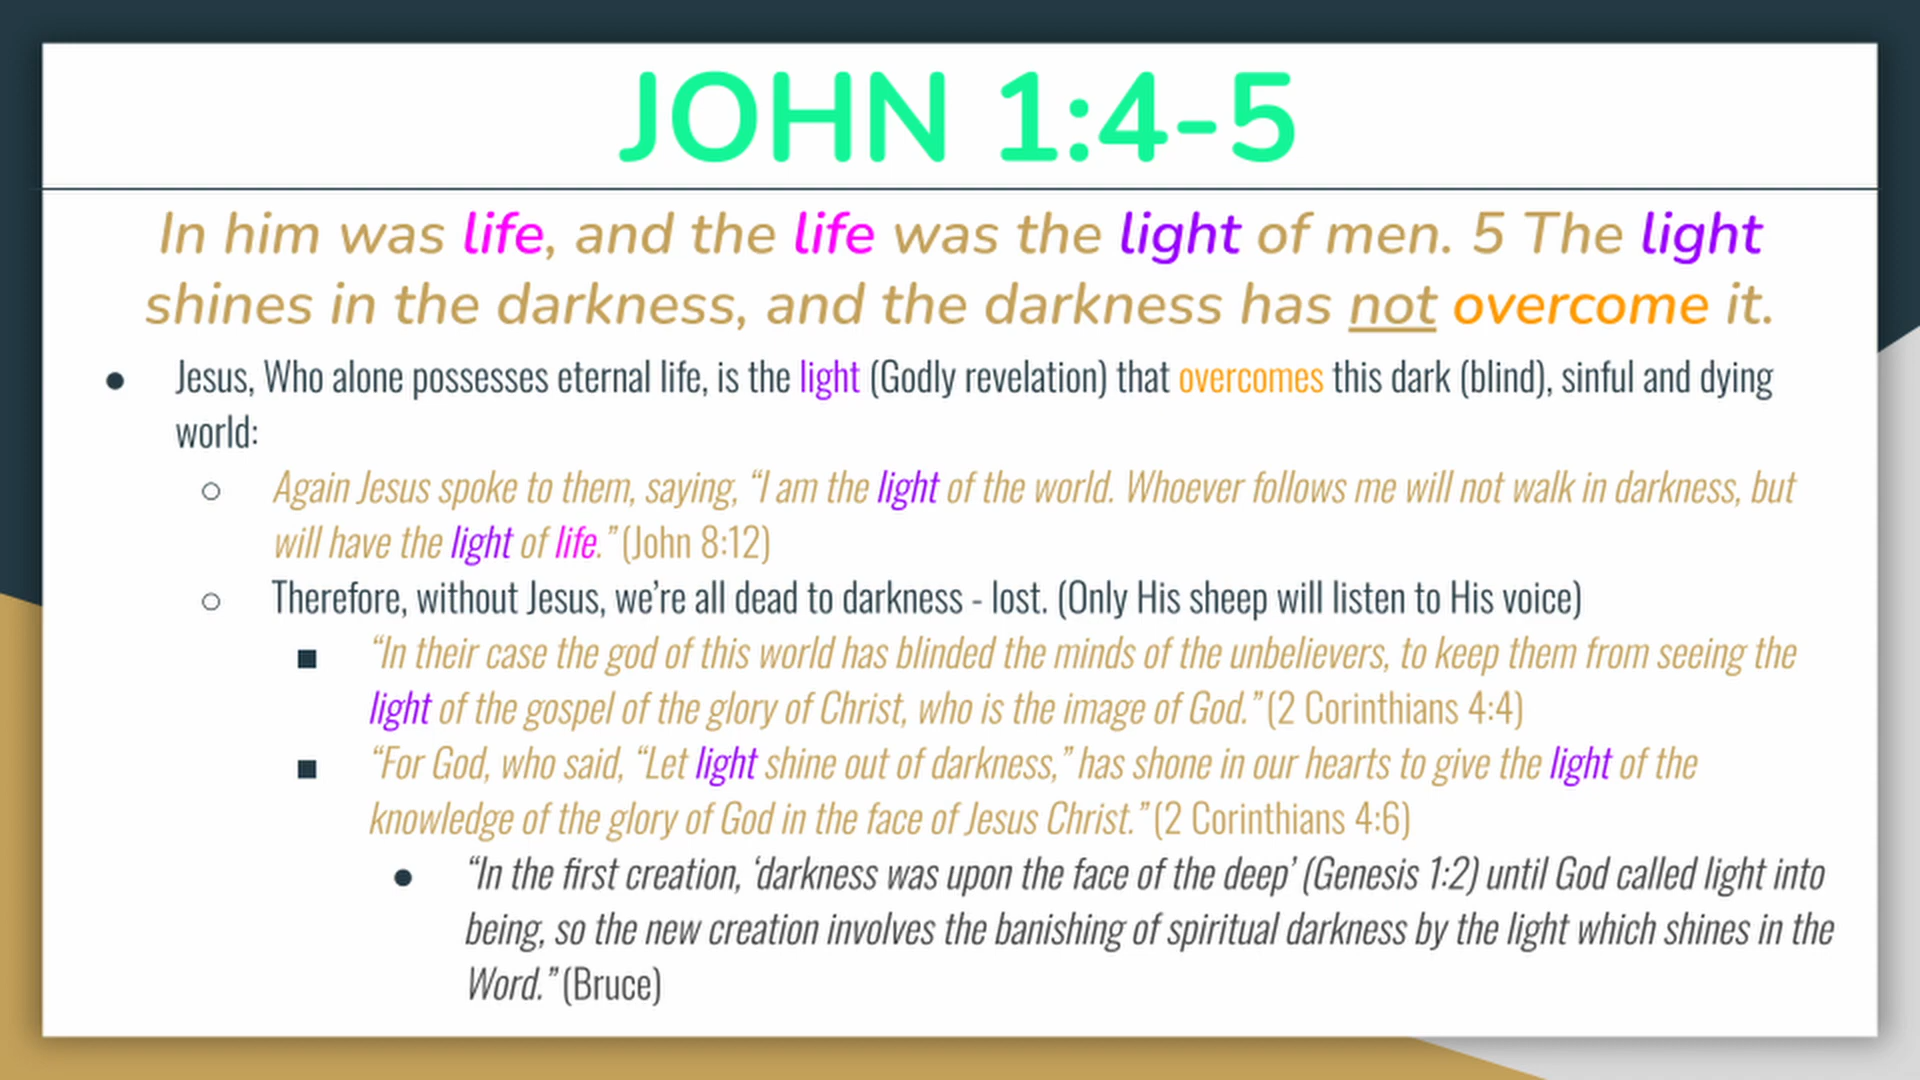 JOHN 1:4-5
In him was life, and the life was the light of men. 5 The light
shines in the darkness, and the darkness has not overcome it.
● Jesus, Who alone possesses eternal life, is the light (Godly revelation) that overcomes this dark (blind), sinful and dying
world:
○ Again Jesus spoke to them, saying, “I am the light of the world. Whoever follows me will not walk in darkness, but
will have the light of life.” (John 8:12)
○ Therefore, without Jesus, we’re all dead to darkness - lost. (Only His sheep will listen to His voice)
■ “In their case the god of this world has blinded the minds of the unbelievers, to keep them from seeing the
light of the gospel of the glory of Christ, who is the image of God.” (2 Corinthians 4:4)
■ “For God, who said, “Let light shine out of darkness,” has shone in our hearts to give the light of the
knowledge of the glory of God in the face of Jesus Christ.” (2 Corinthians 4:6)
● “In the first creation, ‘darkness was upon the face of the deep’ (Genesis 1:2) until God called light into
being, so the new creation involves the banishing of spiritual darkness by the light which shines in the
Word.” (Bruce)